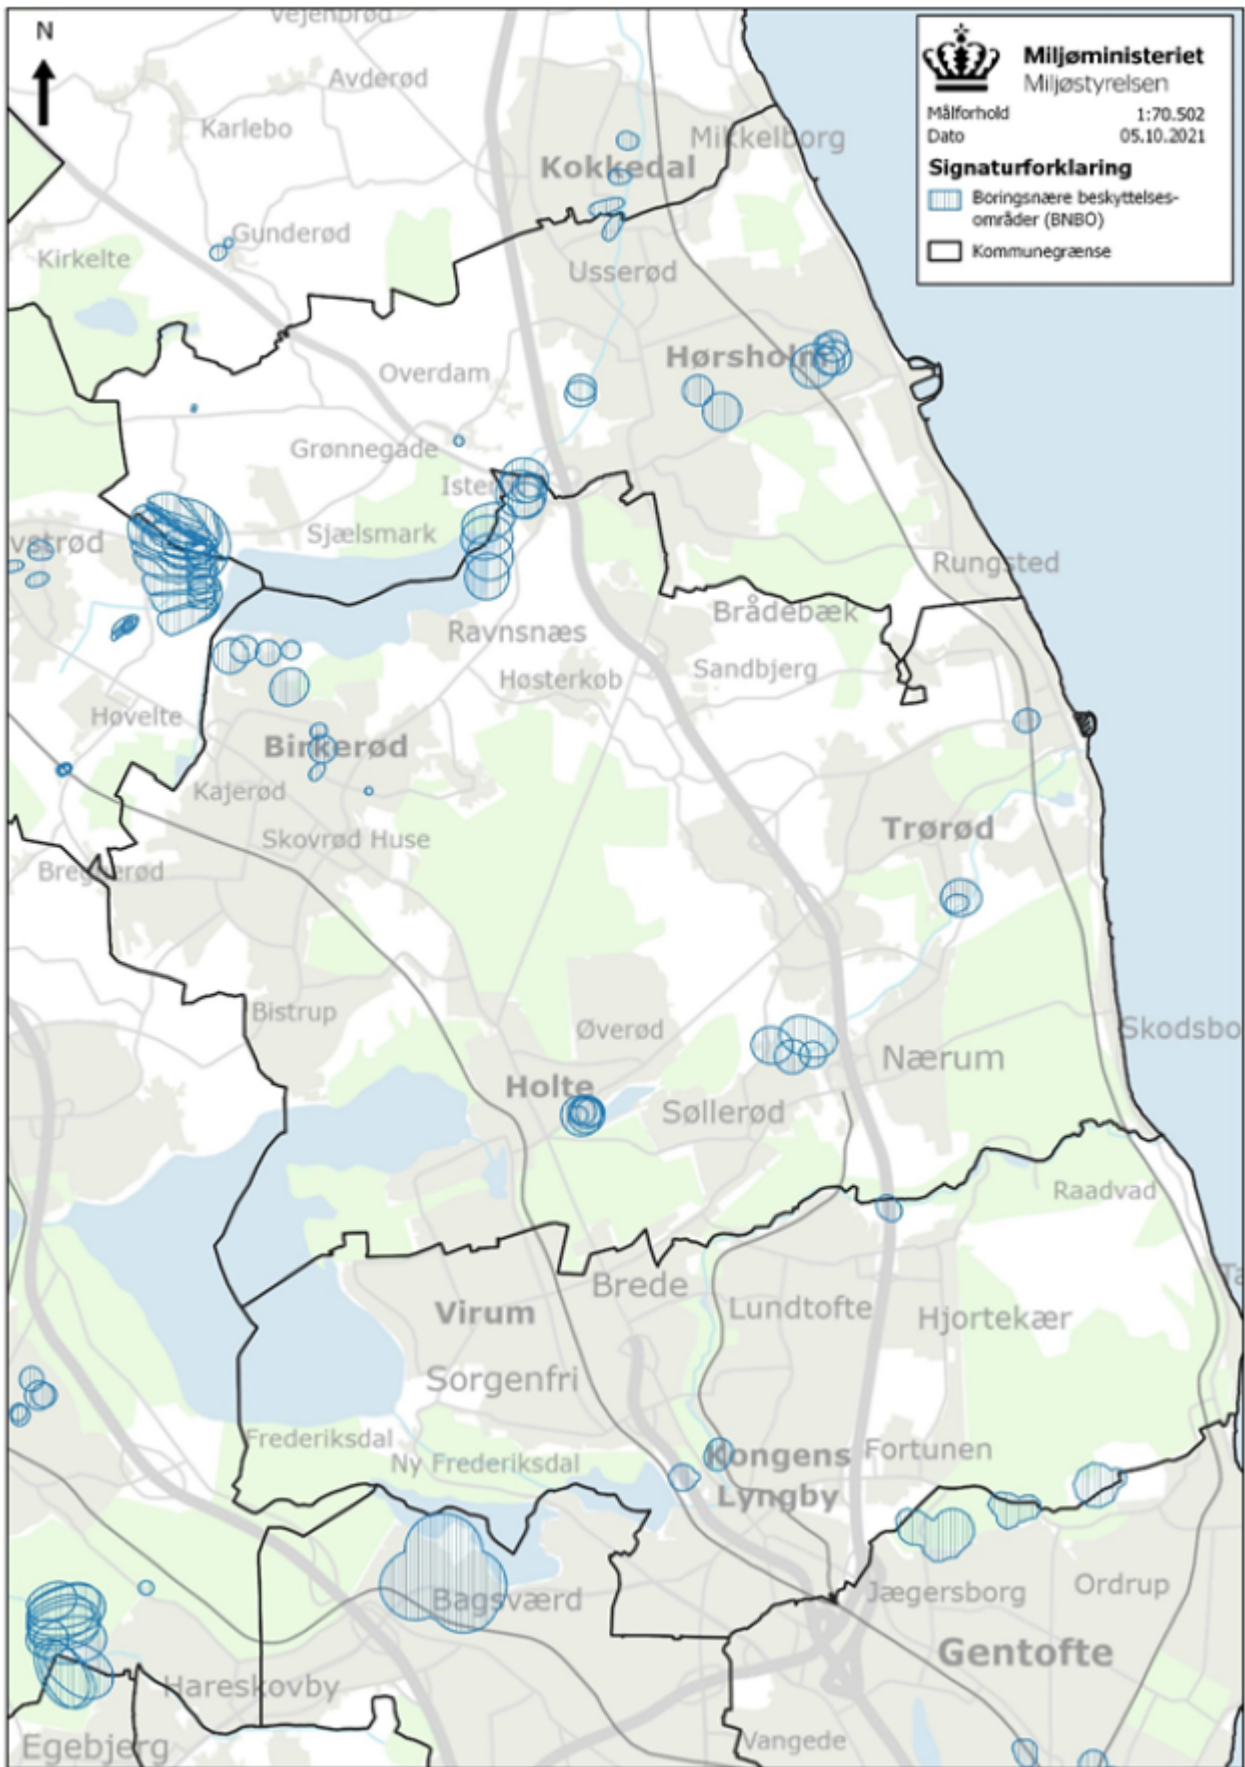 Vejenbrød
N
Avderød
Miljøministeriet
Miljøstyrelsen
Målforhold 1:70.502
Dato 05.10.2021
Signaturforklaring
Boringsnære beskyttelses-
områder (BNBO)
Kommunegrænse
Karlebo
Mikkelborg
Kokkedal
Gunderød
Kirkelte
Usserød
Hørsholm
Overdam
Grønnegade
Sjælsmark
Rungsted
Brådebæk
Ravnsnæs
Sandbjerg
Høsterkøb
Høvelte
Birkerød
Kajerød
Trørød
Skovrød Huse
Bistrup
Øverød
Skodsbo
Nærum
Holte
Søllerød
Raadvad
Ta
Brede
Lundtofte
Virum
Hjortekær
Sorgenfri
Frederiksdal
Ny Frederiksdal
Kongens
Lyngby
Fortunen
Bagsværd
Jægersborg
Ordrup
Gentofte
Hareskovby
Egebjerg
Vangede